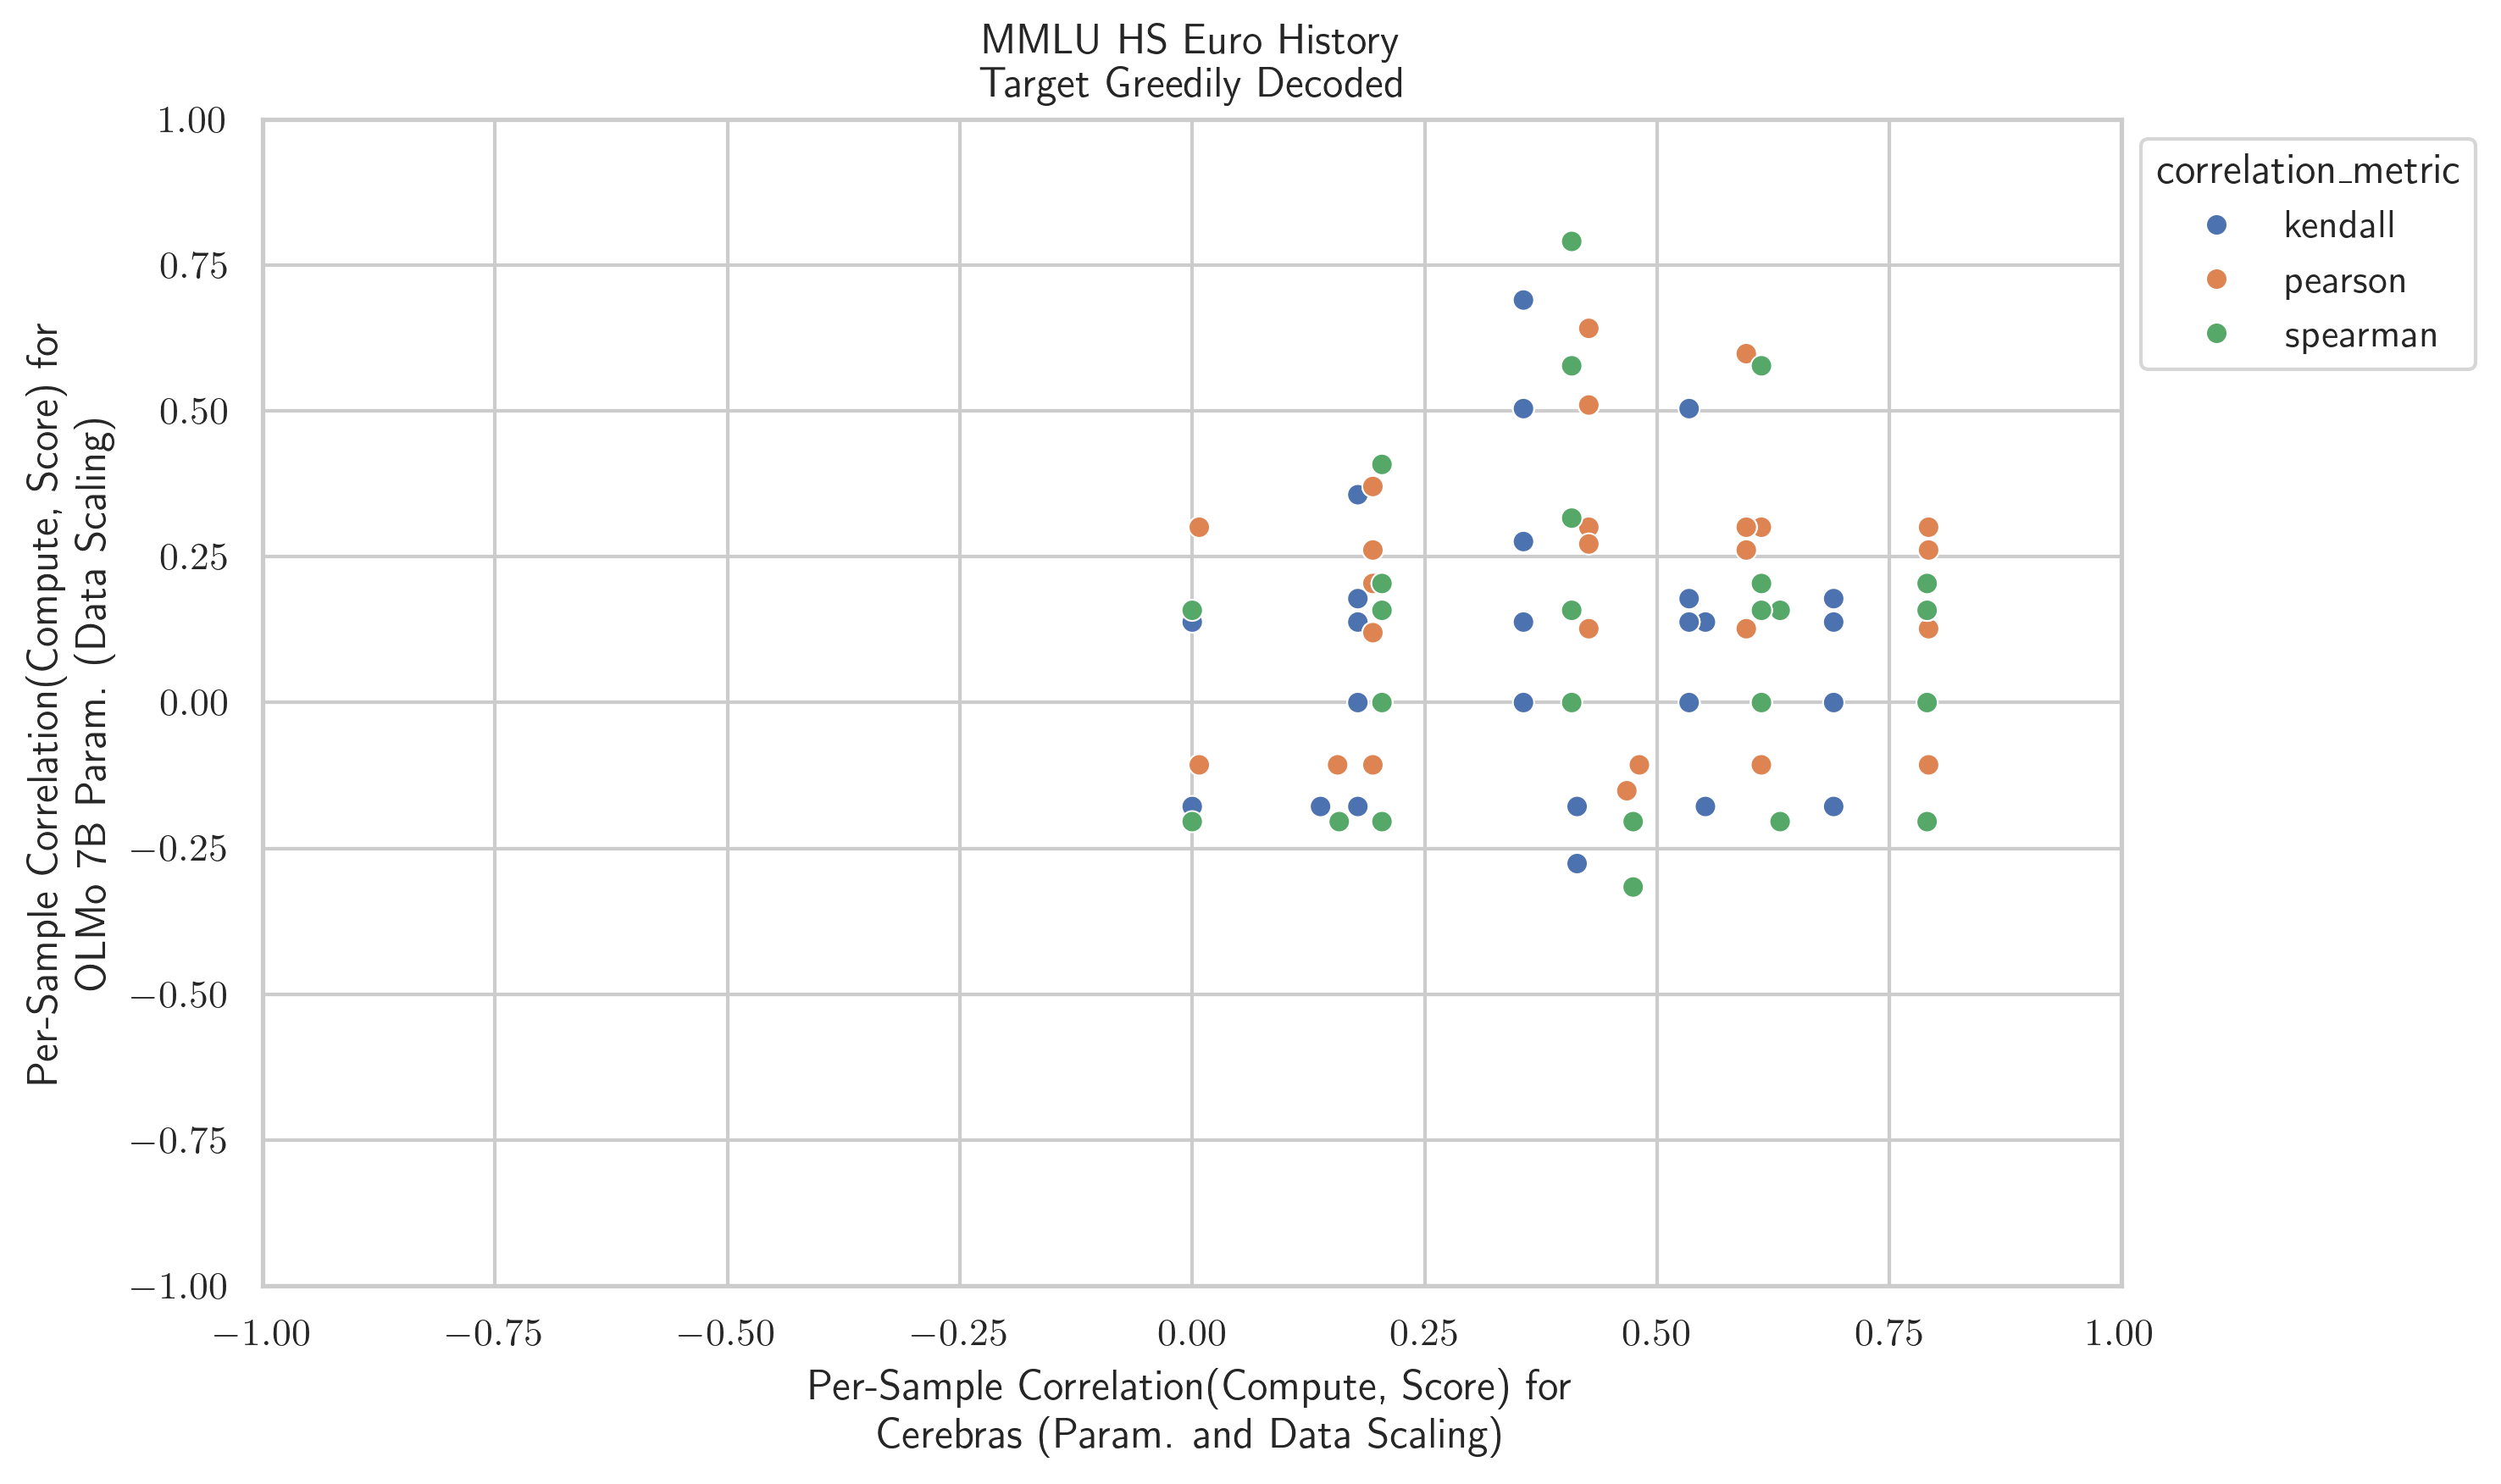 MMLU HS Euro History
Target Greedily Decoded
1.00
0.75
0.50
0.25
0.00
−0.25
−0.50
−0.75
−1.00
Per-Sample Correlation(Compute, Score) for
OLMo 7B Param. (Data Scaling)
correlation_metric
kendall
pearson
spearman
−1.00
−0.75
−0.50
−0.25
0.00
0.25
0.50
0.75
1.00
Per-Sample Correlation(Compute, Score) for
Cerebras (Param. and Data Scaling)